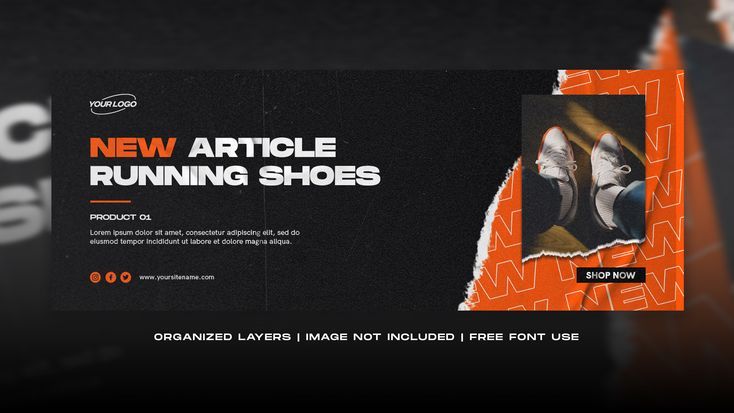 YOUR LOGO
NEW ARTICLE
RUNNING SHOES
PRODUCT 01
Lorem ipsum dolor sit amet, consectetur adipiscing elit, sed do
eiusmod tempor incididunt ut labore et dolore magna aliqua.
www.yoursitename.com
NEW
NEW
SHOP NOW
ORGANIZED LAYERS | IMAGE NOT INCLUDED | FREE FONT USE